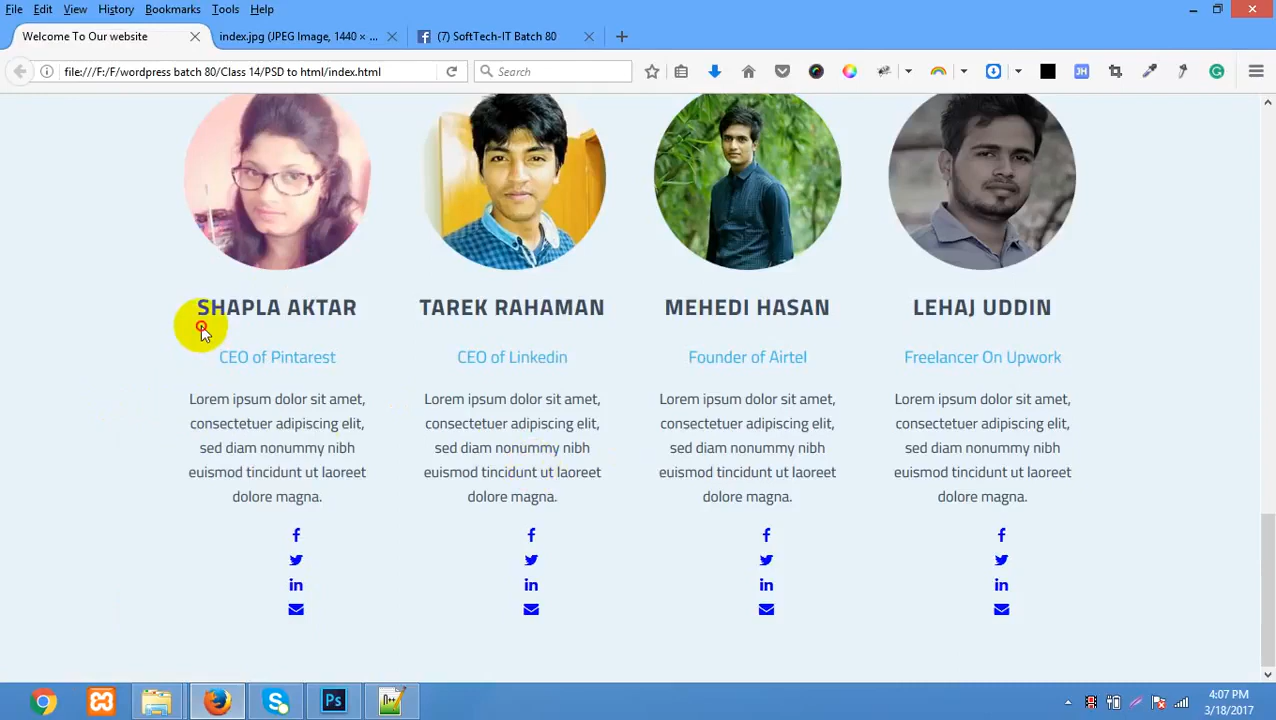 File Edit View History Bookmarks Tools Help
Welcome To Our website
index.jpg (JPEG Image, 1440 × ...
(7) SoftTech-IT Batch 80
file:///F:/F/wordpress batch 80/Class 14/PSD to html/index.html
Search
JH
SHAPLA AKTAR TAREK RAHAMAN MEHEDI HASAN LEHAJ UDDIN
CEO of Pintarest CEO of Linkedin Founder of Airtel Freelancer On Upwork
Lorem ipsum dolor sit amet, Lorem ipsum dolor sit amet, Lorem ipsum dolor sit amet, Lorem ipsum dolor sit amet,
consectetuer adipiscing elit, consectetuer adipiscing elit, consectetuer adipiscing elit, consectetuer adipiscing elit,
sed diam nonummy nibh sed diam nonummy nibh sed diam nonummy nibh sed diam nonummy nibh
euismod tincidunt ut laoreet euismod tincidunt ut laoreet euismod tincidunt ut laoreet euismod tincidunt ut laoreet
dolore magna. dolore magna. dolore magna. dolore magna.
Ps
4:07 PM
3/18/2017